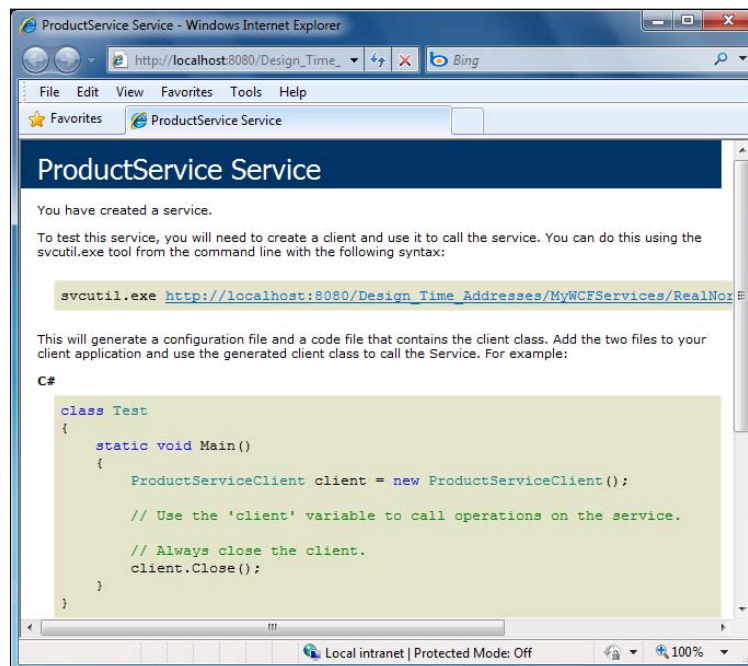 ProductService Service - Windows Internet Explorer
http://localhost:8080/Design_Time_
Bing
File Edit View Favorites Tools Help
Favorites ProductService Service
ProductService Service
You have created a service.
To test this service, you will need to create a client and use it to call the service. You can do this using the
svcutil.exe tool from the command line with the following syntax:
svcutil.exe http://localhost:8080/Design_Time_Addresses/MyWCFServices/RealNor
This will generate a configuration file and a code file that contains the client class. Add the two files to your
client application and use the generated client class to call the Service. For example:
C#
class Test
{
static void Main()
{
ProductServiceClient client = new ProductServiceClient();
// Use the 'client' variable to call operations on the service.
// Always close the client.
client.Close();
}
}
Local intranet | Protected Mode: Off 100%